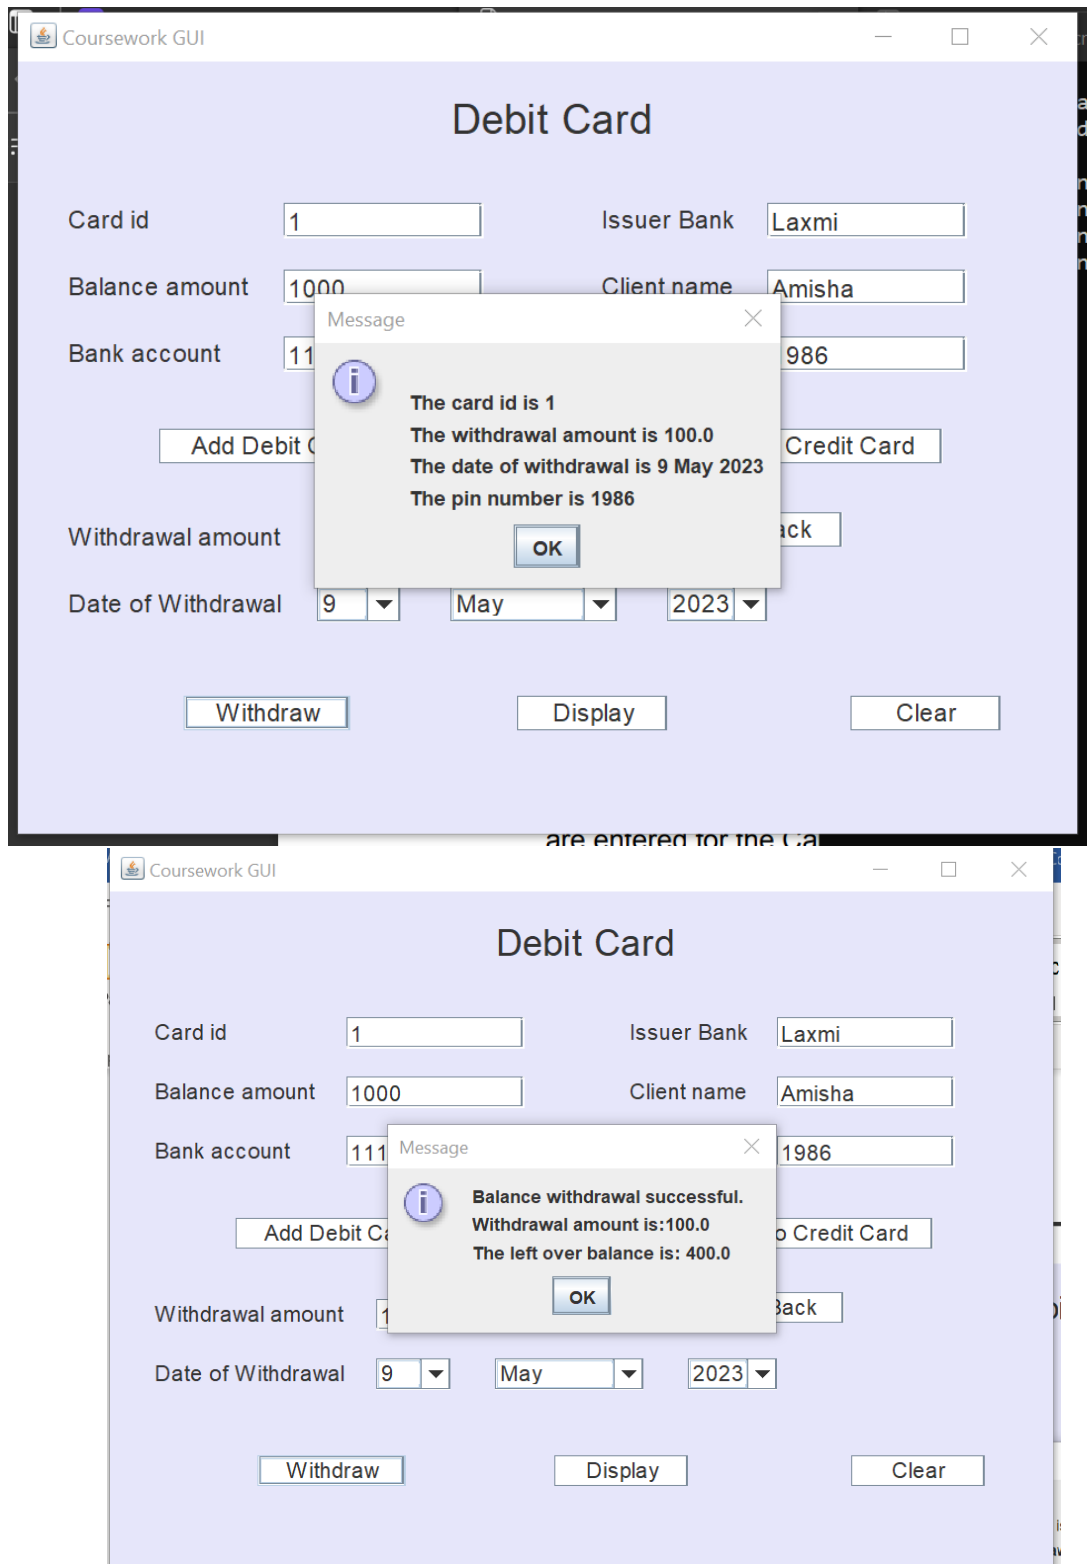 Coursework GUI
Debit Card
Card id 1 Issuer Bank Laxmi
Balance amount 1000 Client name Amisha
Message
Bank account 11 986
The card id is 1
Add Debit The withdrawal amount is 100.0 Credit Card
The date of withdrawal is 9 May 2023
The pin number is 1986
Withdrawal amount OK ack
Date of Withdrawal 9 May 2023
Withdraw Display Clear
are entered for the Ca
Coursework GUI
Debit Card
Card id 1 Issuer Bank Laxmi
Balance amount 1000 Client name Amisha
Bank account 111 Message 1986
Balance withdrawal successful.
Withdrawal amount is:100.0
Add Debit Ca The left over balance is: 400.0 o Credit Card
OK
Withdrawal amount 1 Back
Date of Withdrawal 9 May 2023
Withdraw Display Clear